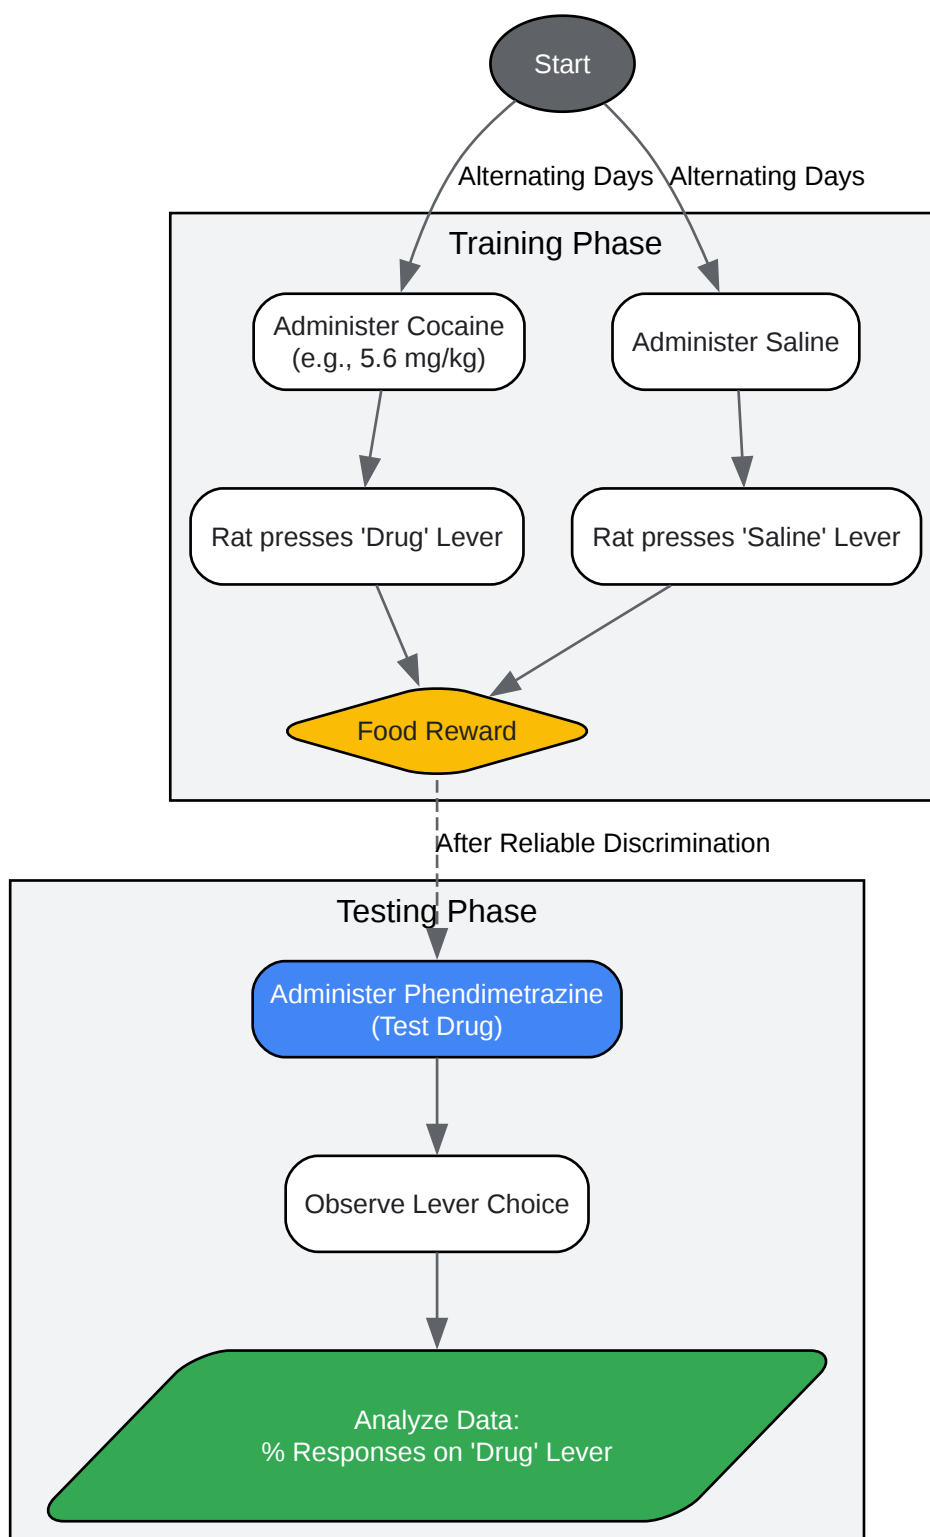 Start
Alternating Days
Alternating Days
Training Phase
Administer Cocaine
(e.g., 5.6 mg/kg)
Administer Saline
Rat presses 'Drug' Lever
Rat presses 'Saline' Lever
Food Reward
After Reliable Discrimination
Testing Phase
Administer Phendimetrazine
(Test Drug)
Observe Lever Choice
Analyze Data:
% Responses on 'Drug' Lever